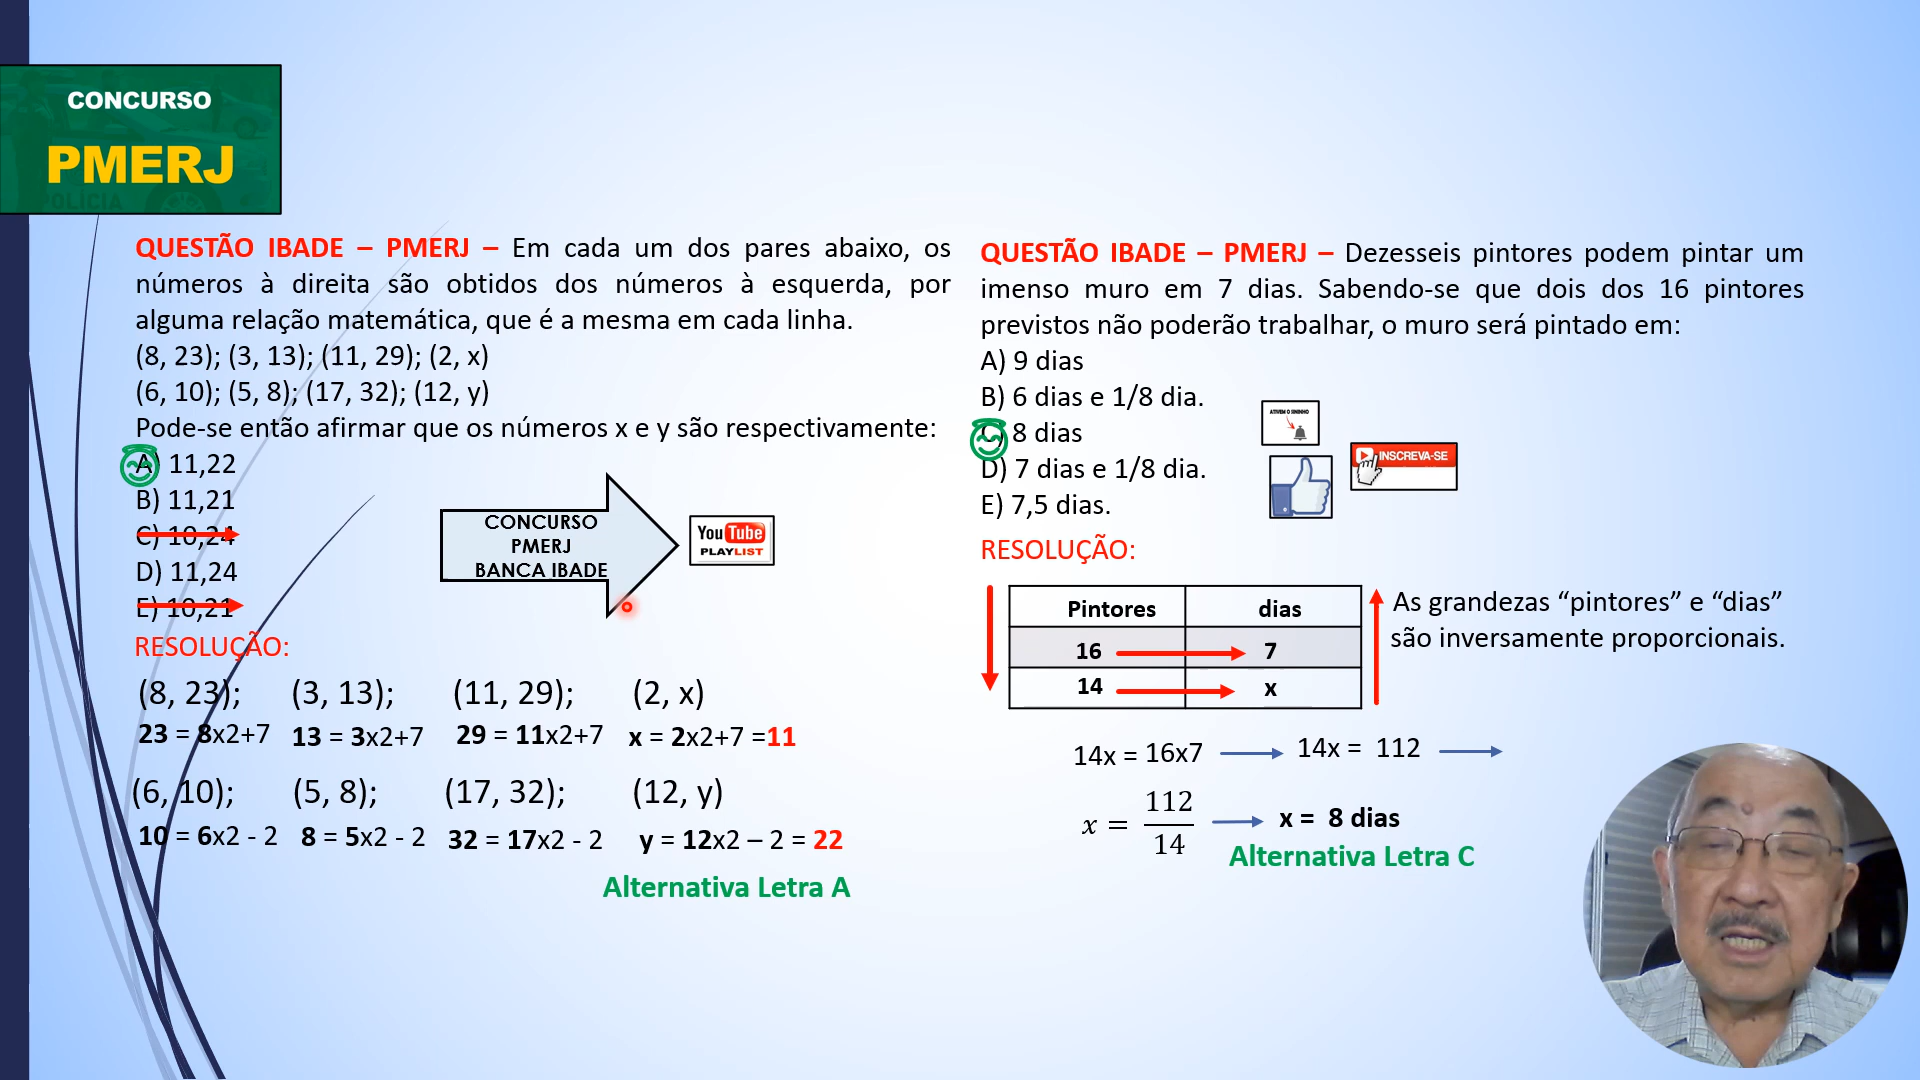 CONCURSO
PMERJ
POLÍCIA
QUESTÃO IBADE – PMERJ – Em cada um dos pares abaixo, os
números à direita são obtidos dos números à esquerda, por
alguma relação matemática, que é a mesma em cada linha.
(8, 23); (3, 13); (11, 29); (2, x)
(6, 10); (5, 8); (17, 32); (12, y)
Pode-se então afirmar que os números x e y são respectivamente:
A) 11,22
B) 11,21
C) 10,24
D) 11,24
E) 10,21
CONCURSO
PMERJ
BANCA IBADE
YouTube
PLAYLIST
RESOLUÇÃO:
(8, 23); (3, 13); (11, 29); (2, x)
23 = 8x2+7 13 = 3x2+7 29 = 11x2+7 x = 2x2+7 =11
(6, 10); (5, 8); (17, 32); (12, y)
10 = 6x2 - 2 8 = 5x2 - 2 32 = 17x2 - 2 y = 12x2 – 2 = 22
Alternativa Letra A
QUESTÃO IBADE – PMERJ – Dezesseis pintores podem pintar um
imenso muro em 7 dias. Sabendo-se que dois dos 16 pintores
previstos não poderão trabalhar, o muro será pintado em:
A) 9 dias
B) 6 dias e 1/8 dia.
C) 8 dias
D) 7 dias e 1/8 dia.
E) 7,5 dias.
ATIVEM O SININHO
INSCREVA-SE
RESOLUÇÃO:
Pintores dias
16 7
14 x
As grandezas “pintores” e “dias”
são inversamente proporcionais.
14x = 16x7 14x = 112
x = 112/14 x = 8 dias
Alternativa Letra C